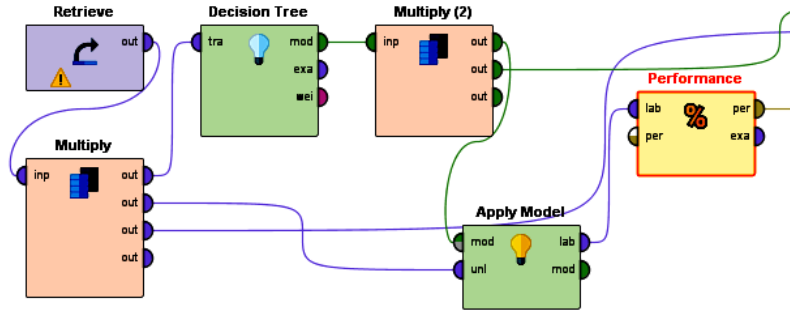 Retrieve
out
Decision Tree
tra
mod
exa
wei
Multiply (2)
inp
out
out
out
Performance
lab
per
per
exa
%
Multiply
inp
out
out
out
out
Apply Model
mod
lab
unl
mod